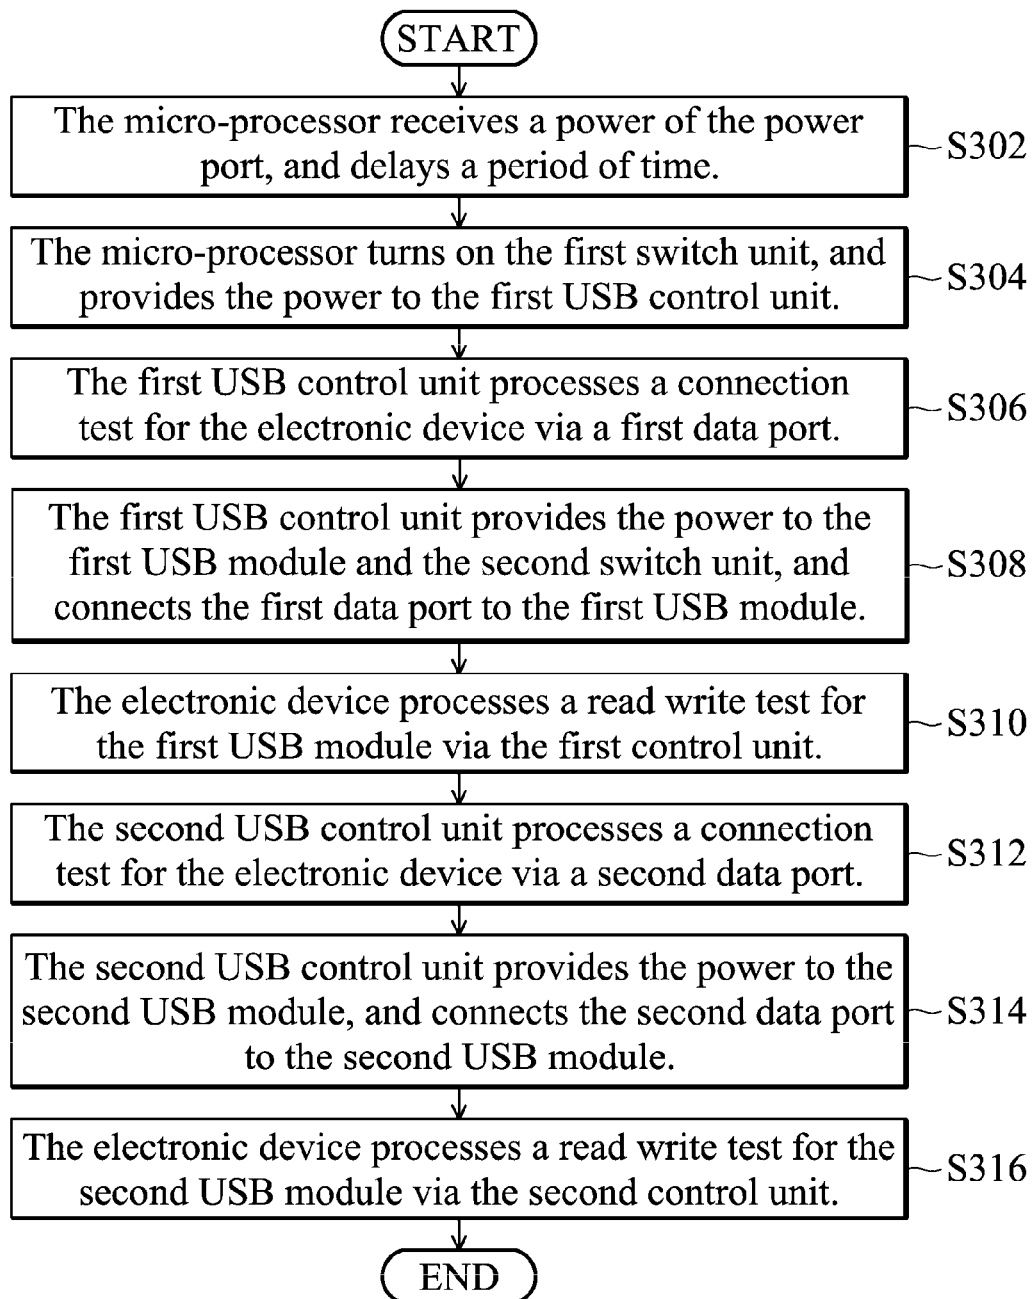 START
The micro-processor receives a power of the power
port, and delays a period of time.
S302
The micro-processor turns on the first switch unit, and
provides the power to the first USB control unit.
S304
The first USB control unit processes a connection
test for the electronic device via a first data port.
S306
The first USB control unit provides the power to the
first USB module and the second switch unit, and
connects the first data port to the first USB module.
S308
The electronic device processes a read write test for
the first USB module via the first control unit.
S310
The second USB control unit processes a connection
test for the electronic device via a second data port.
S312
The second USB control unit provides the power to the
second USB module, and connects the second data port
to the second USB module.
S314
The electronic device processes a read write test for the
second USB module via the second control unit.
S316
END